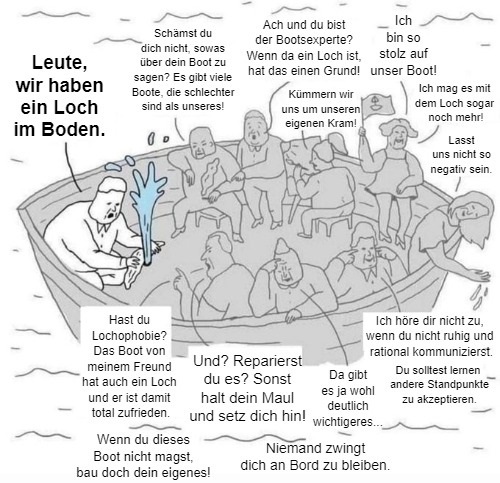 Leute,
wir haben
ein Loch
im Boden.
Schämst du
dich nicht, sowas
über dein Boot zu
sagen? Es gibt viele
Boote, die schlechter
sind als unseres!
Ach und du bist
der Bootsexperte?
Wenn da ein Loch ist,
hat das einen Grund!
Kümmern wir
uns um unseren
eigenen Kram!
Ich
bin so
stolz auf
unser Boot!
Ich mag es mit
dem Loch sogar
noch mehr!
Lasst
uns nicht so
negativ sein.
Hast du
Lochophobie?
Das Boot von
meinem Freund
hat auch ein Loch
und er ist damit
total zufrieden.
Und? Reparierst
du es? Sonst
halt dein Maul
und setz dich hin!
Da gibt
es ja wohl
deutlich
wichtigeres...
Ich höre dir nicht zu,
wenn du nicht ruhig und
rational kommunizierst.
Du solltest lernen
andere Standpunkte
zu akzeptieren.
Wenn du dieses
Boot nicht magst,
bau doch dein eigenes!
Niemand zwingt
dich an Bord zu bleiben.